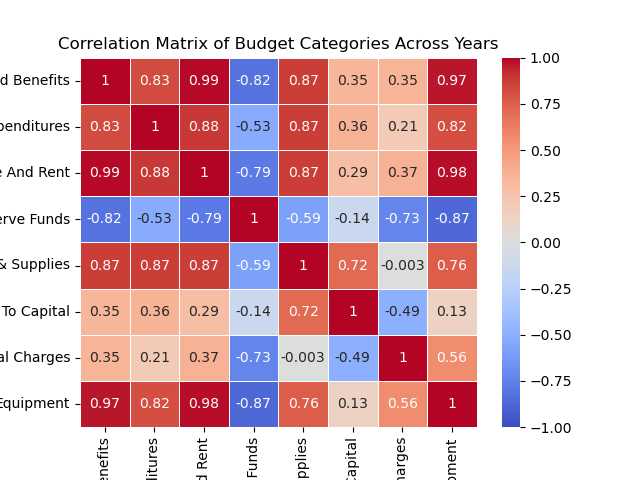 Correlation Matrix of Budget Categories Across Years
d Benefits 1 0.83 0.99 -0.82 0.87 0.35 0.35 0.97
penditures 0.83 1 0.88 -0.53 0.87 0.36 0.21 0.82
e And Rent 0.99 0.88 1 -0.79 0.87 0.29 0.37 0.98
erve Funds -0.82 -0.53 -0.79 1 -0.59 -0.14 -0.73 -0.87
& Supplies 0.87 0.87 0.87 -0.59 1 0.72 -0.003 0.76
To Capital 0.35 0.36 0.29 -0.14 0.72 1 -0.49 0.13
al Charges 0.35 0.21 0.37 -0.73 -0.003 -0.49 1 0.56
Equipment 0.97 0.82 0.98 -0.87 0.76 0.13 0.56 1
enefits
ditures
d Rent
Funds
pplies
Capital
harges
pment
1.00
0.75
0.50
0.25
0.00
−0.25
−0.50
−0.75
−1.00